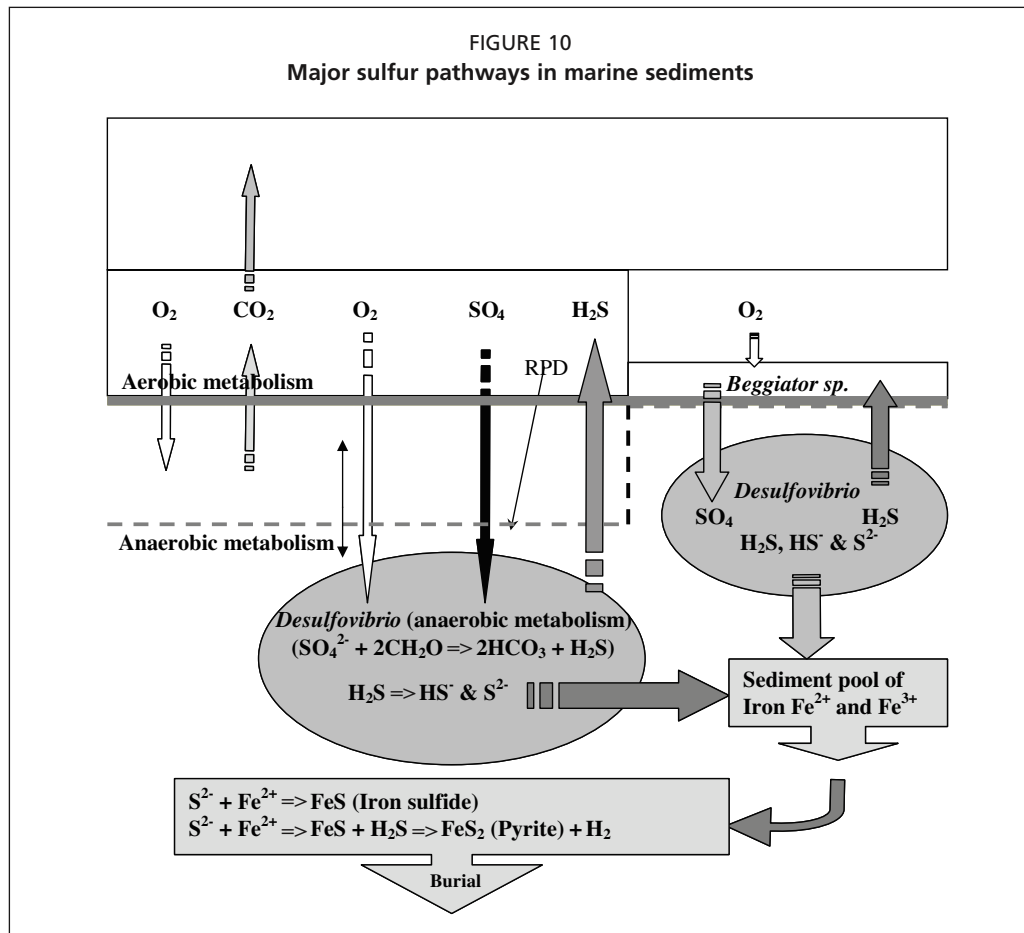 FIGURE 10
Major sulfur pathways in marine sediments
O₂ CO₂ O₂ SO₄ H₂S O₂
RPD
Aerobic metabolism
Beggiator sp.
Desulfovibrio
SO₄ H₂S
H₂S, HS⁻ & S²⁻
Anaerobic metabolism
Desulfovibrio (anaerobic metabolism)
(SO₄²⁻ + 2CH₂O => 2HCO₃ + H₂S)
H₂S => HS⁻ & S²⁻
Sediment pool of
Iron Fe²⁺ and Fe³⁺
S²⁻ + Fe²⁺ => FeS (Iron sulfide)
S²⁻ + Fe²⁺ => FeS + H₂S => FeS₂ (Pyrite) + H₂
Burial